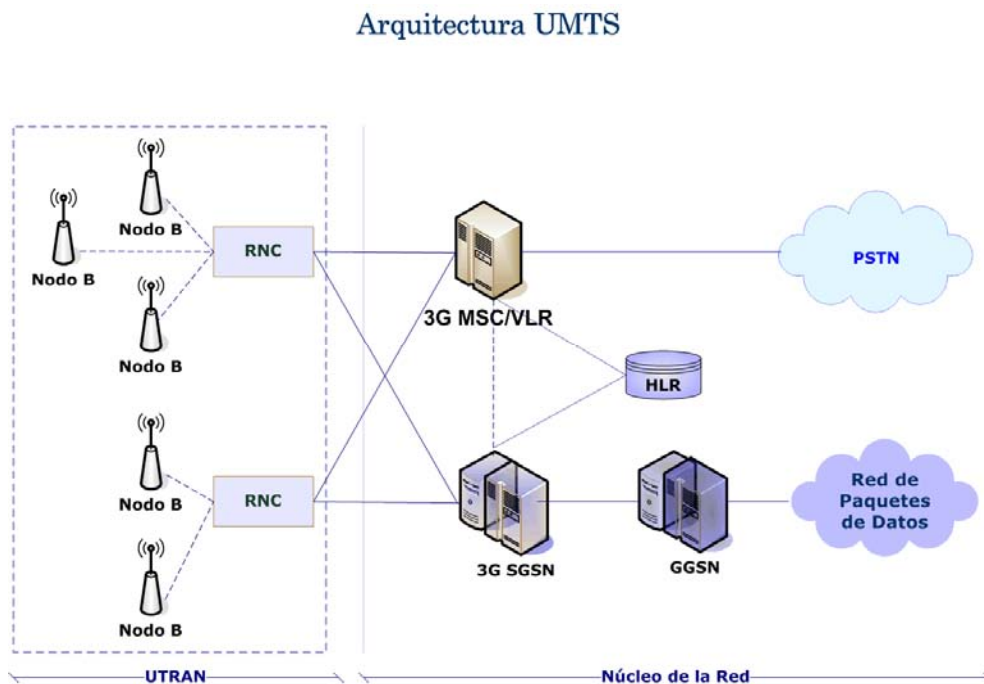 Arquitectura UMTS
Nodo B
Nodo B
RNC
Nodo B
3G MSC/VLR
PSTN
HLR
Nodo B
RNC
Nodo B
3G SGSN
GGSN
Red de
Paquetes
de Datos
UTRAN
Núcleo de la Red